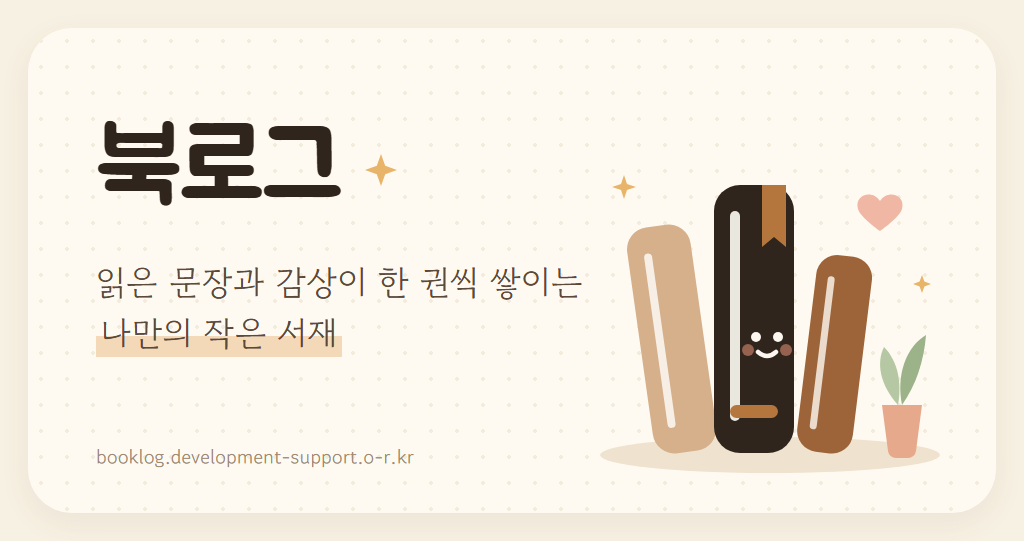 북로그
읽은 문장과 감상이 한 권씩 쌓이는
나만의 작은 서재
booklog.development-support.o-r.kr